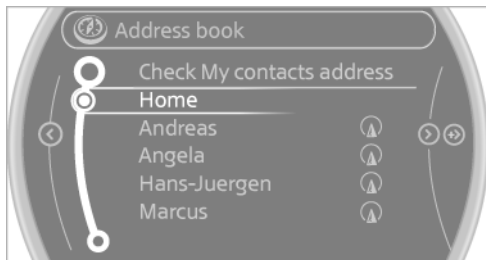 Address book
Check My contacts address
Home
Andreas
Angela
Hans-Juergen
Marcus